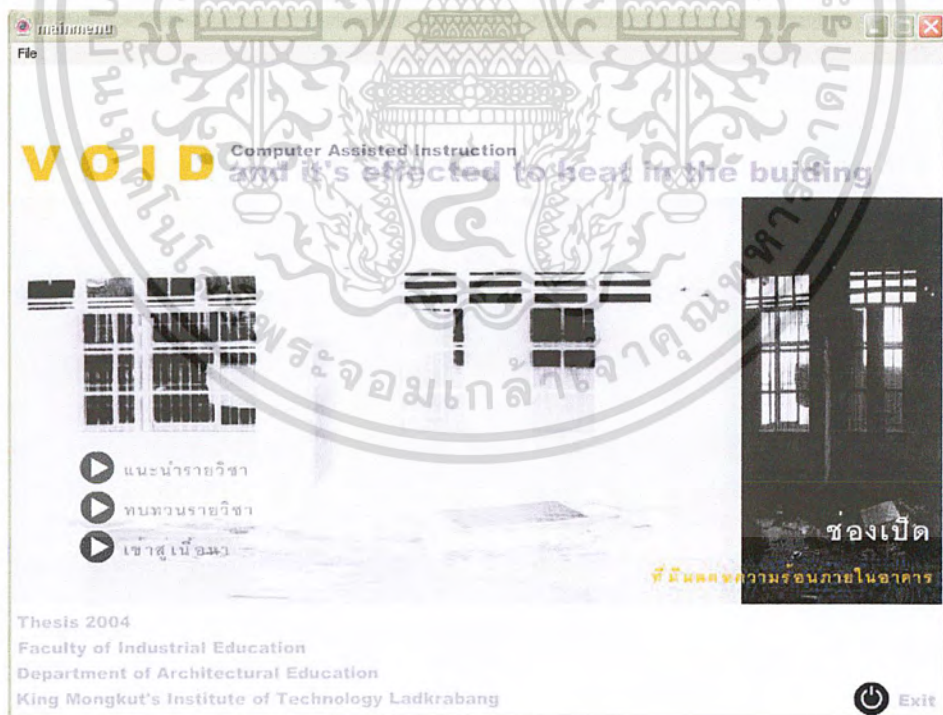 mainmenu
File
VOID Computer Assisted Instruction
and it's effected to heat in the buiding
แนะนำรายวิชา
ทบทวนรายวิชา
เข้าสู่เนื้อหา
ช่องเปิด
ที่มีผลต่อความร้อนภายในอาคาร
Thesis 2004
Faculty of Industrial Education
Department of Architectural Education
King Mongkut's Institute of Technology Ladkrabang
Exit